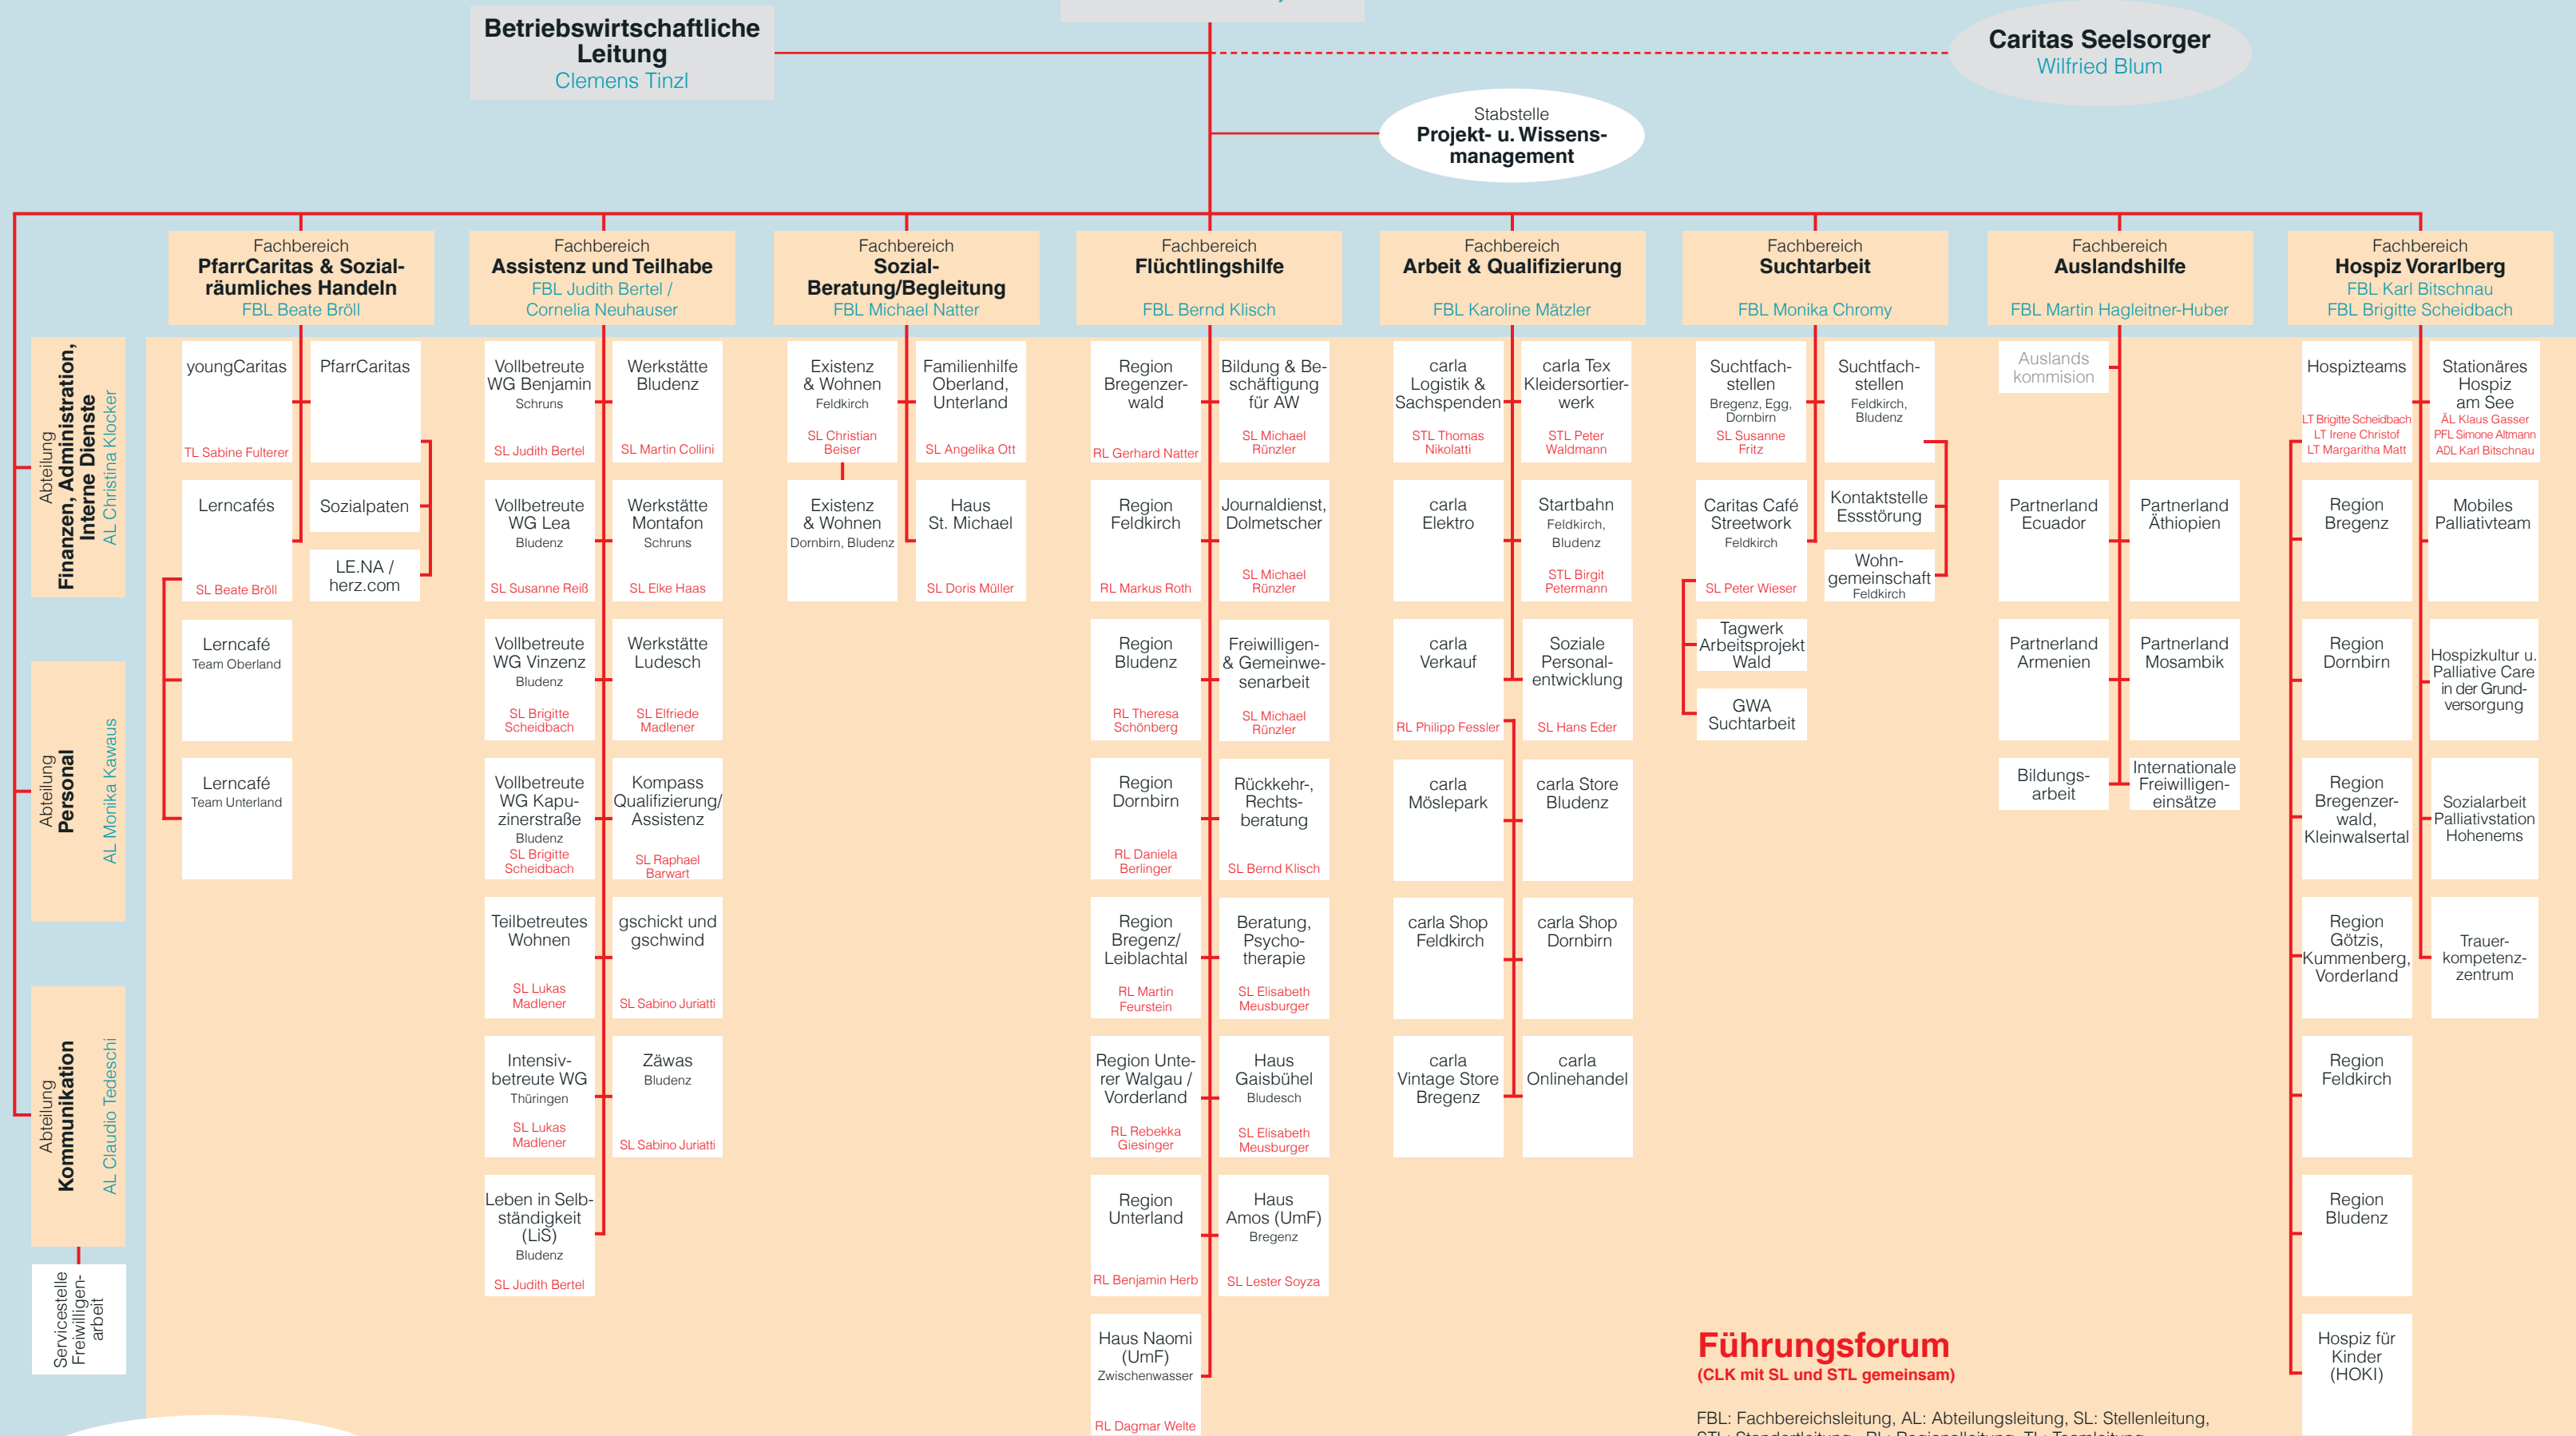 Betriebswirtschaftliche
Leitung
Clemens Tinzl
Caritas Seelsorger
Wilfried Blum
Stabstelle
Projekt- u. Wissens-
management
Fachbereich
PfarrCaritas & Sozial-
räumliches Handeln
FBL Beate Bröll
Fachbereich
Assistenz und Teilhabe
FBL Judith Bertel /
Cornelia Neuhauser
Fachbereich
Sozial-
Beratung/Begleitung
FBL Michael Natter
Fachbereich
Flüchtlingshilfe
FBL Bernd Klisch
Fachbereich
Arbeit & Qualifizierung
FBL Karoline Mätzler
Fachbereich
Suchtarbeit
FBL Monika Chromy
Fachbereich
Auslandshilfe
FBL Martin Hagleitner-Huber
Fachbereich
Hospiz Vorarlberg
FBL Karl Bitschnau
FBL Brigitte Scheidbach
Abteilung
Finanzen, Administration,
Interne Dienste
AL Christina Klocker
Abteilung
Personal
AL Monika Kawaus
Abteilung
Kommunikation
AL Claudio Tedeschi
Servicestelle
Freiwilligen-
arbeit
youngCaritas
TL Sabine Fulterer
PfarrCaritas
Lerncafés
SL Beate Bröll
Sozialpaten
LE.NA /
herz.com
Lerncafé
Team Oberland
Lerncafé
Team Unterland
Vollbetreute
WG Benjamin
Schruns
SL Judith Bertel
Werkstätte
Bludenz
SL Martin Collini
Vollbetreute
WG Lea
Bludenz
SL Susanne Reiß
Werkstätte
Montafon
Schruns
SL Elke Haas
Vollbetreute
WG Vinzenz
Bludenz
SL Brigitte
Scheidbach
Werkstätte
Ludesch
SL Elfriede
Madlener
Vollbetreute
WG Kapu-
zinerstraße
Bludenz
SL Brigitte
Scheidbach
Kompass
Qualifizierung/
Assistenz
SL Raphael
Barwart
Teilbetreutes
Wohnen
SL Lukas
Madlener
gschickt und
gschwind
SL Sabino Juriatti
Intensiv-
betreute WG
Thüringen
SL Lukas
Madlener
Zäwas
Bludenz
SL Sabino Juriatti
Leben in Selb-
ständigkeit
(LiS)
Bludenz
SL Judith Bertel
Existenz
& Wohnen
Feldkirch
SL Christian
Beiser
Familienhilfe
Oberland,
Unterland
SL Angelika Ott
Existenz
& Wohnen
Dornbirn, Bludenz
Haus
St. Michael
SL Doris Müller
Region
Bregenzer-
wald
RL Gerhard Natter
Bildung & Be-
schäftigung
für AW
SL Michael
Rünzler
Region
Feldkirch
RL Markus Roth
Journaldienst,
Dolmetscher
SL Michael
Rünzler
Region
Bludenz
RL Theresa
Schönberg
Freiwilligen-
& Gemeinwe-
senarbeit
SL Michael
Rünzler
Region
Dornbirn
RL Daniela
Berlinger
Rückkehr-,
Rechts-
beratung
SL Bernd Klisch
Region
Bregenz/
Leiblachtal
RL Martin
Feurstein
Beratung,
Psycho-
therapie
SL Elisabeth
Meusburger
Region Unte-
rer Walgau /
Vorderland
RL Rebekka
Giesinger
Haus
Gaisbühel
Bludesch
SL Elisabeth
Meusburger
Region
Unterland
RL Benjamin Herb
Haus
Amos (UmF)
Bregenz
SL Lester Soyza
Haus Naomi
(UmF)
Zwischenwasser
RL Dagmar Welte
carla
Logistik &
Sachspenden
STL Thomas
Nikolatti
carla Tex
Kleidersortier-
werk
STL Peter
Waldmann
carla
Elektro
Startbahn
Feldkirch,
Bludenz
STL Birgit
Petermann
carla
Verkauf
RL Philipp Fessler
Soziale
Personal-
entwicklung
SL Hans Eder
carla
Möslepark
carla Store
Bludenz
carla Shop
Feldkirch
carla Shop
Dornbirn
carla
Vintage Store
Bregenz
carla
Onlinehandel
Suchtfach-
stellen
Bregenz, Egg,
Dornbirn
SL Susanne
Fritz
Suchtfach-
stellen
Feldkirch,
Bludenz
Caritas Café
Streetwork
Feldkirch
SL Peter Wieser
Kontaktstelle
Essstörung
Wohn-
gemeinschaft
Feldkirch
Tagwerk
Arbeitsprojekt
Wald
GWA
Suchtarbeit
Auslands
kommision
Partnerland
Ecuador
Partnerland
Äthiopien
Partnerland
Armenien
Partnerland
Mosambik
Bildungs-
arbeit
Internationale
Freiwilligen-
einsätze
Hospizteams
LT Brigitte Scheidbach
LT Irene Christof
LT Margaritha Matt
Stationäres
Hospiz
am See
ÄL Klaus Gasser
PFL Simone Altmann
ADL Karl Bitschnau
Region
Bregenz
Mobiles
Palliativteam
Region
Dornbirn
Hospizkultur u.
Palliative Care
in der Grund-
versorgung
Region
Bregenzer-
wald,
Kleinwalsertal
Sozialarbeit
Palliativstation
Hohenems
Region
Götzis,
Kummenberg,
Vorderland
Trauer-
kompetenz-
zentrum
Region
Feldkirch
Region
Bludenz
Hospiz für
Kinder
(HOKI)
Führungsforum
(CLK mit SL und STL gemeinsam)
FBL: Fachbereichsleitung, AL: Abteilungsleitung, SL: Stellenleitung,